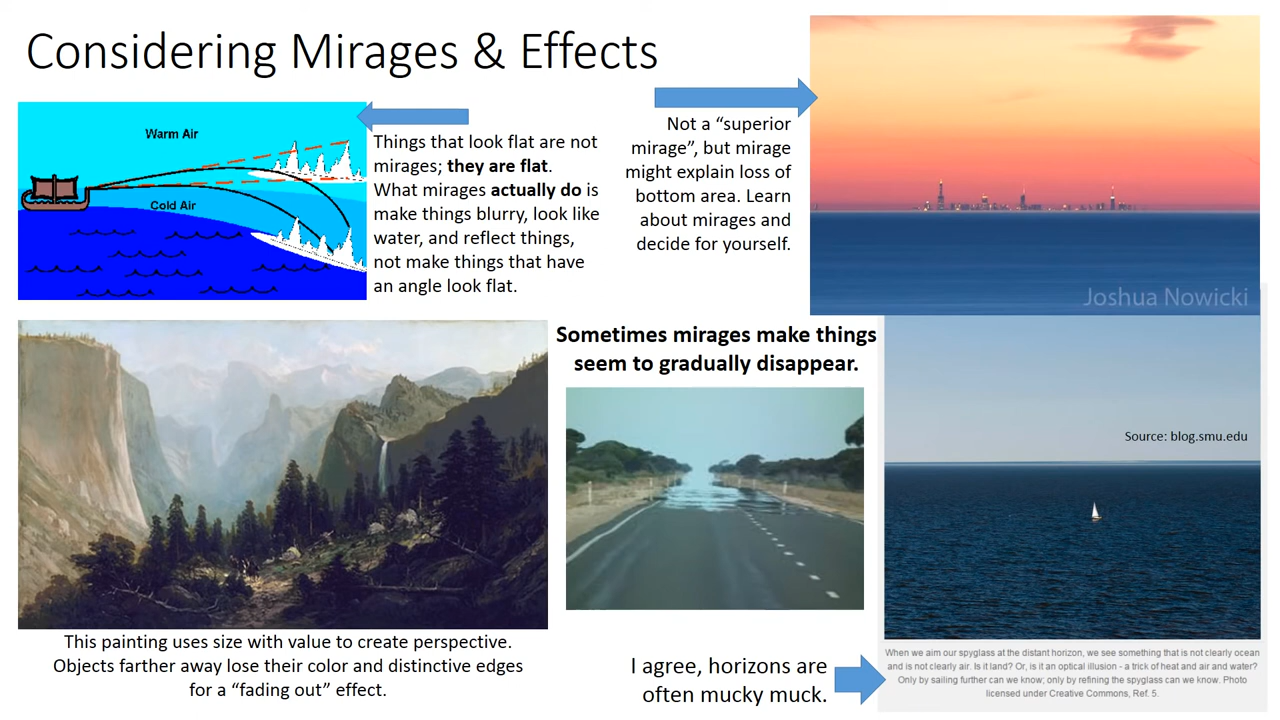 Considering Mirages & Effects
Warm Air
Cold Air
Things that look flat are not
mirages; they are flat.
What mirages actually do is
make things blurry, look like
water, and reflect things,
not make things that have
an angle look flat.
Not a “superior
mirage”, but mirage
might explain loss of
bottom area. Learn
about mirages and
decide for yourself.
Joshua Nowicki
Sometimes mirages make things
seem to gradually disappear.
Source: blog.smu.edu
This painting uses size with value to create perspective.
Objects farther away lose their color and distinctive edges
for a “fading out” effect.
I agree, horizons are
often mucky muck.
When we aim our spyglass at the distant horizon, we see something that is not clearly ocean
and is not clearly air. Is it land? Or, is it an optical illusion - a trick of heat and air and water?
Only by sailing further can we know; only by refining the spyglass can we know. Photo
licensed under Creative Commons, Ref. 5.